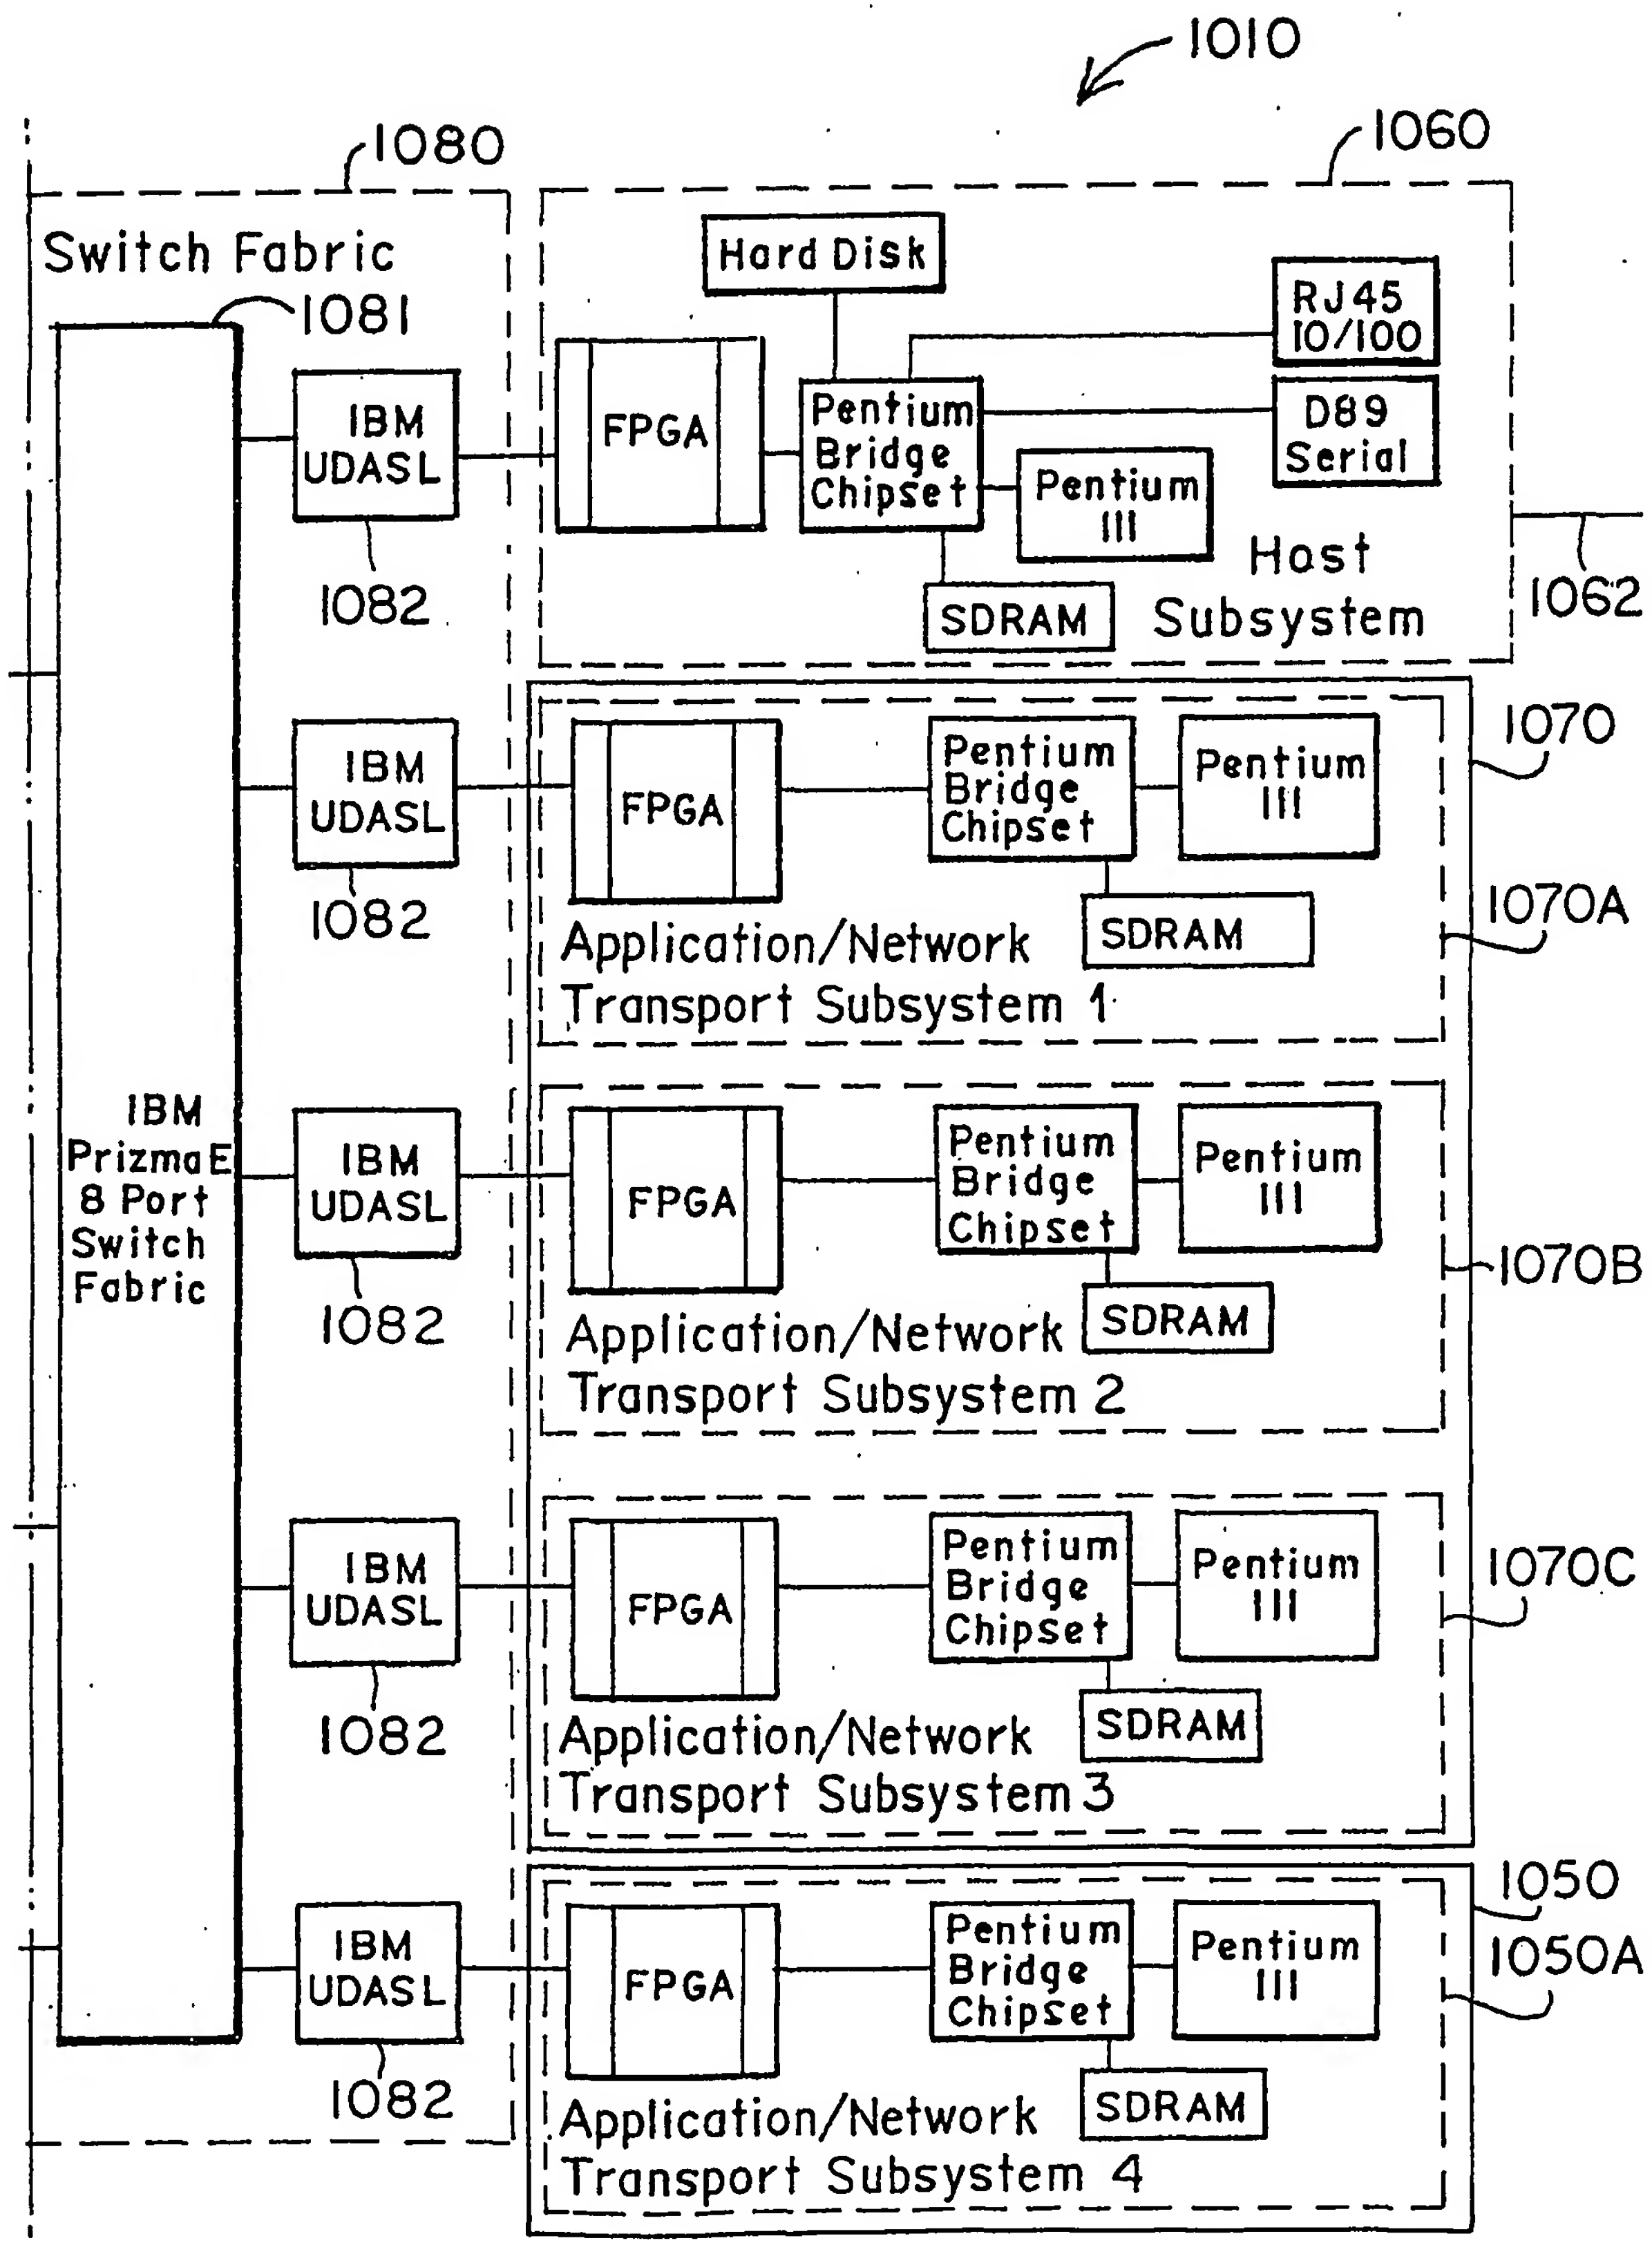 1010
1080
1060
Switch Fabric
1081
Hard Disk
RJ45
10/100
IBM
UDASL
FPGA
Pentium
Bridge
Chipset
D89
Serial
Pentium
III
1082
SDRAM
Host
Subsystem
1062
IBM
UDASL
1082
FPGA
Pentium
Bridge
Chipset
Pentium
III
SDRAM
Application/Network
Transport Subsystem 1
1070
1070A
IBM
PrizmaE
8 Port
Switch
Fabric
IBM
UDASL
1082
FPGA
Pentium
Bridge
Chipset
Pentium
III
SDRAM
Application/Network
Transport Subsystem 2
1070B
IBM
UDASL
1082
FPGA
Pentium
Bridge
Chipset
Pentium
III
SDRAM
Application/Network
Transport Subsystem 3
1070C
IBM
UDASL
1082
FPGA
Pentium
Bridge
Chipset
Pentium
III
SDRAM
Application/Network
Transport Subsystem 4
1050
1050A